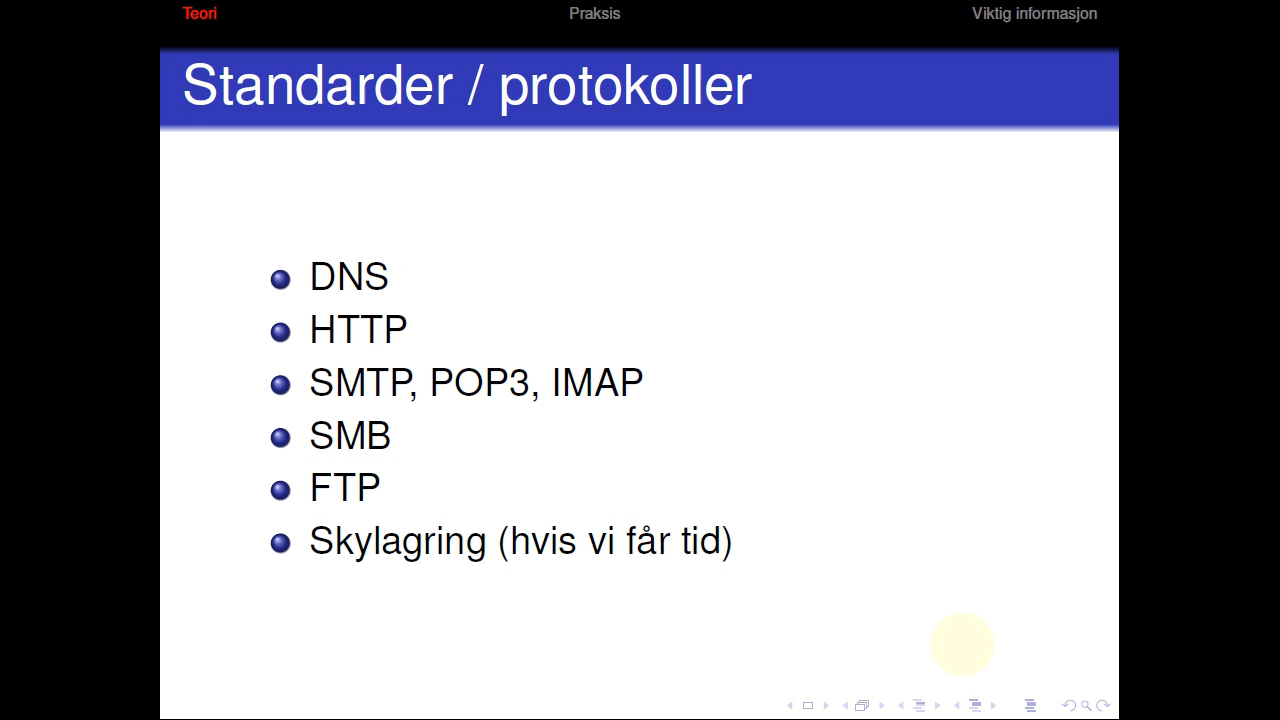 Teori Praksis Viktig informasjon
Standarder / protokoller
DNS
HTTP
SMTP, POP3, IMAP
SMB
FTP
Skylagring (hvis vi får tid)